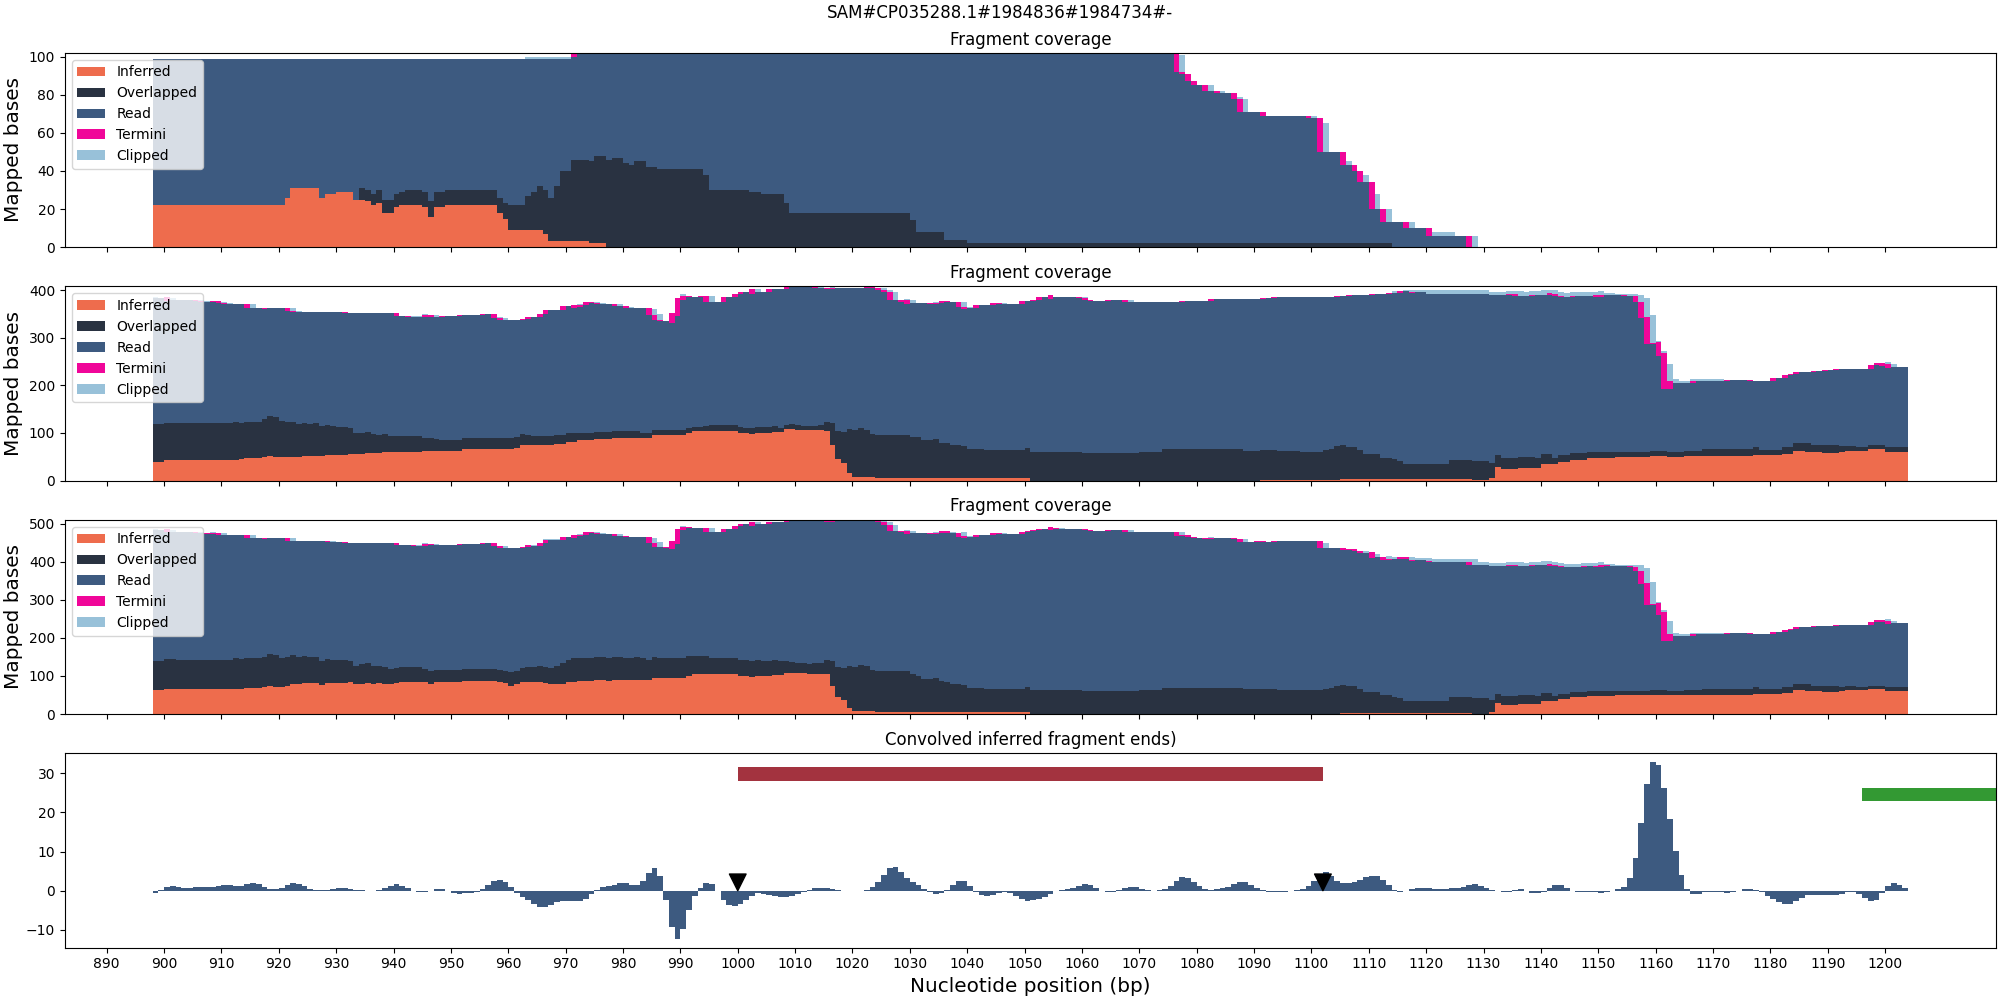 SAM#CP035288.1#1984836#1984734#-
Fragment coverage
Mapped bases
100
80
60
40
20
0
Inferred
Overlapped
Read
Termini
Clipped
Fragment coverage
Mapped bases
400
300
200
100
0
Inferred
Overlapped
Read
Termini
Clipped
Fragment coverage
Mapped bases
500
400
300
200
100
0
Inferred
Overlapped
Read
Termini
Clipped
Convolved inferred fragment ends)
30
20
10
0
−10
890 900 910 920 930 940 950 960 970 980 990 1000 1010 1020 1030 1040 1050 1060 1070 1080 1090 1100 1110 1120 1130 1140 1150 1160 1170 1180 1190 1200
Nucleotide position (bp)